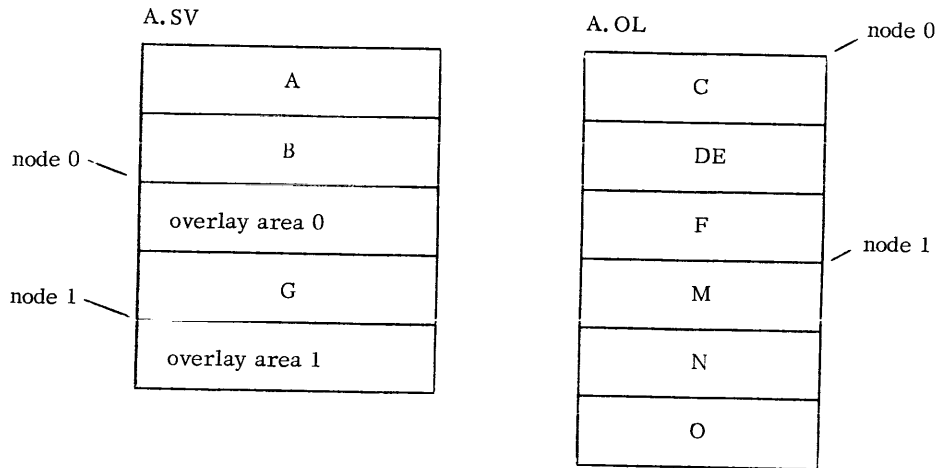 A.SV
A
B
node 0
overlay area 0
G
node 1
overlay area 1
A.OL
node 0
C
DE
F
node 1
M
N
O